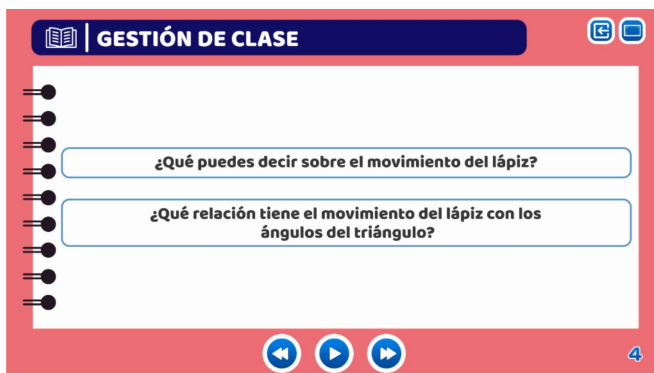 GESTIÓN DE CLASE
¿Qué puedes decir sobre el movimiento del lápiz?
¿Qué relación tiene el movimiento del lápiz con los
ángulos del triángulo?
4